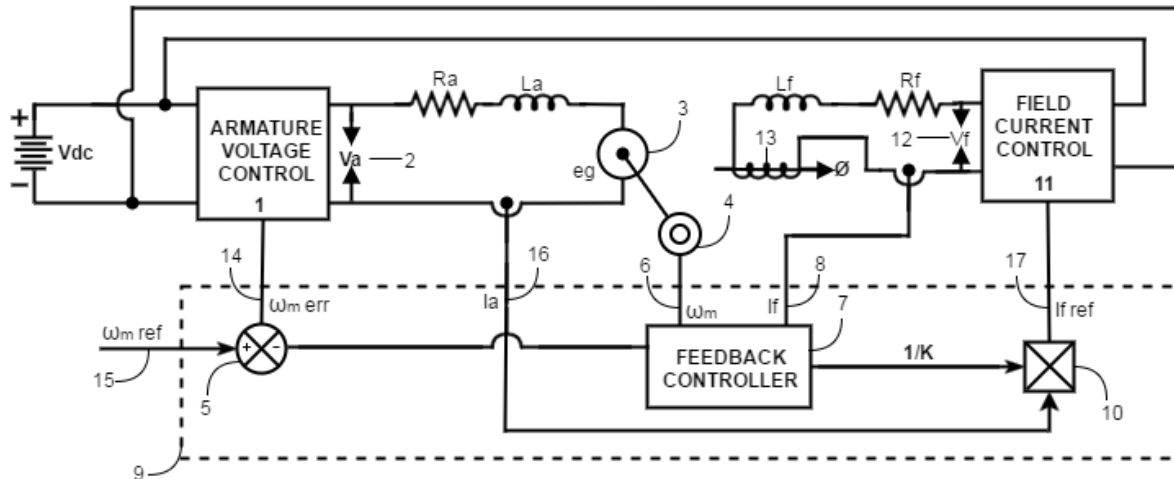 Ra
La
Lf
Rf
3
13
12
Vf
FIELD
CURRENT
CONTROL
11
+
Vdc
−
ARMATURE
VOLTAGE
CONTROL
1
Va
2
eg
Ø
4
14
ωm err
16
Ia
6
ωm
8
If
7
17
If ref
ωm ref
15
+
-
5
FEEDBACK
CONTROLLER
1/K
10
9